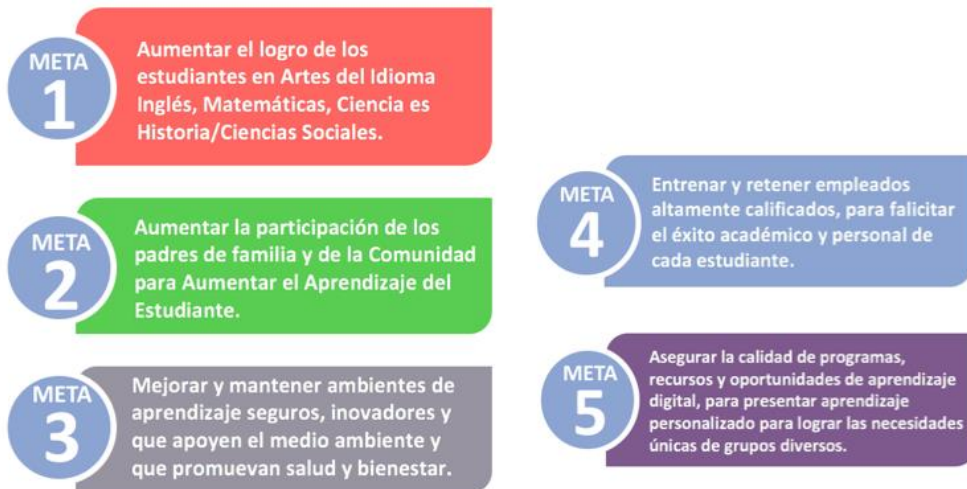 META
1
Aumentar el logro de los
estudiantes en Artes del Idioma
Inglés, Matemáticas, Ciencia es
Historia/Ciencias Sociales.
META
2
Aumentar la participación de los
padres de familia y de la Comunidad
para Aumentar el Aprendizaje del
Estudiante.
META
3
Mejorar y mantener ambientes de
aprendizaje seguros, inovadores y
que apoyen el medio ambiente y
que promuevan salud y bienestar.
META
4
Entrenar y retener empleados
altamente calificados, para falicitar
el éxito académico y personal de
cada estudiante.
META
5
Asegurar la calidad de programas,
recursos y oportunidades de aprendizaje
digital, para presentar aprendizaje
personalizado para lograr las necesidades
únicas de grupos diversos.